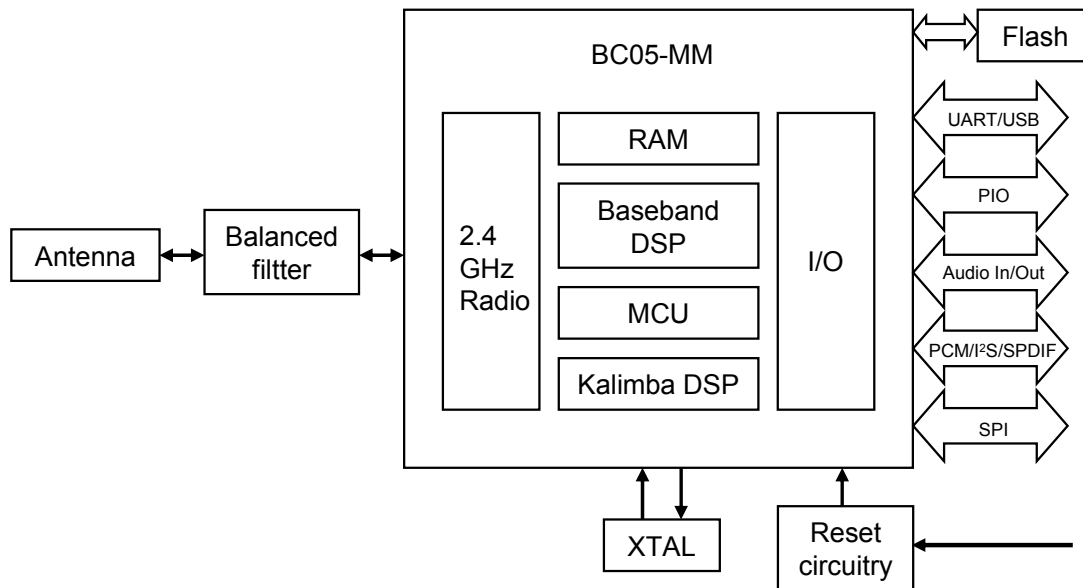 BC05-MM
Flash
UART/USB
PIO
Audio In/Out
PCM/I²S/SPDIF
SPI
RAM
Baseband
DSP
MCU
Kalimba DSP
2.4
GHz
Radio
I/O
Antenna
Balanced
filtter
XTAL
Reset
circuitry